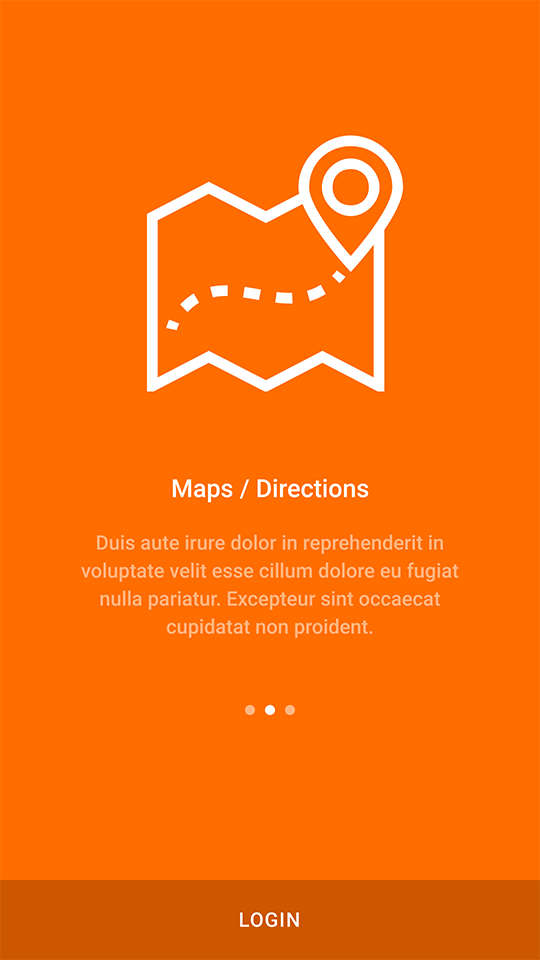 Maps / Directions
Duis aute irure dolor in reprehenderit in
voluptate velit esse cillum dolore eu fugiat
nulla pariatur. Excepteur sint occaecat
cupidatat non proident.
LOGIN